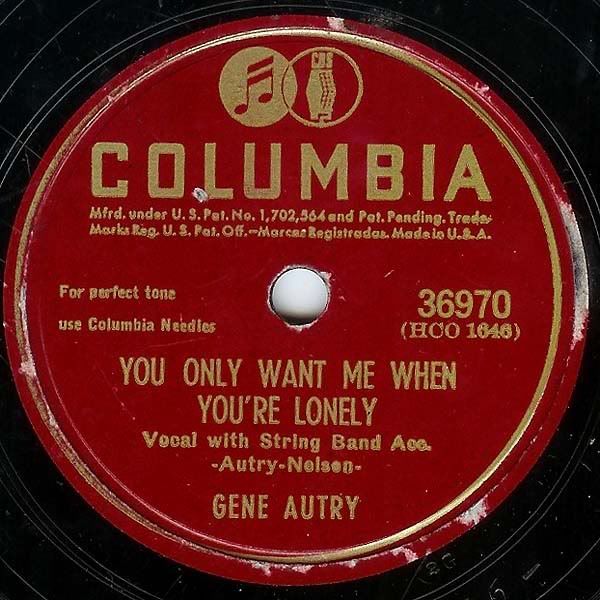 CBS
COLUMBIA
Mfrd. under U.S. Pat. No. 1,702,564 and Pat. Pending. Trade
Marks Reg. U.S. Pat. Off.—Marcas Registradas. Made in U.S.A.
For perfect tone
use Columbia Needles
36970
(HCO 1646)
YOU ONLY WANT ME WHEN
YOU'RE LONELY
Vocal with String Band Acc.
-Autry-Nelson-
GENE AUTRY